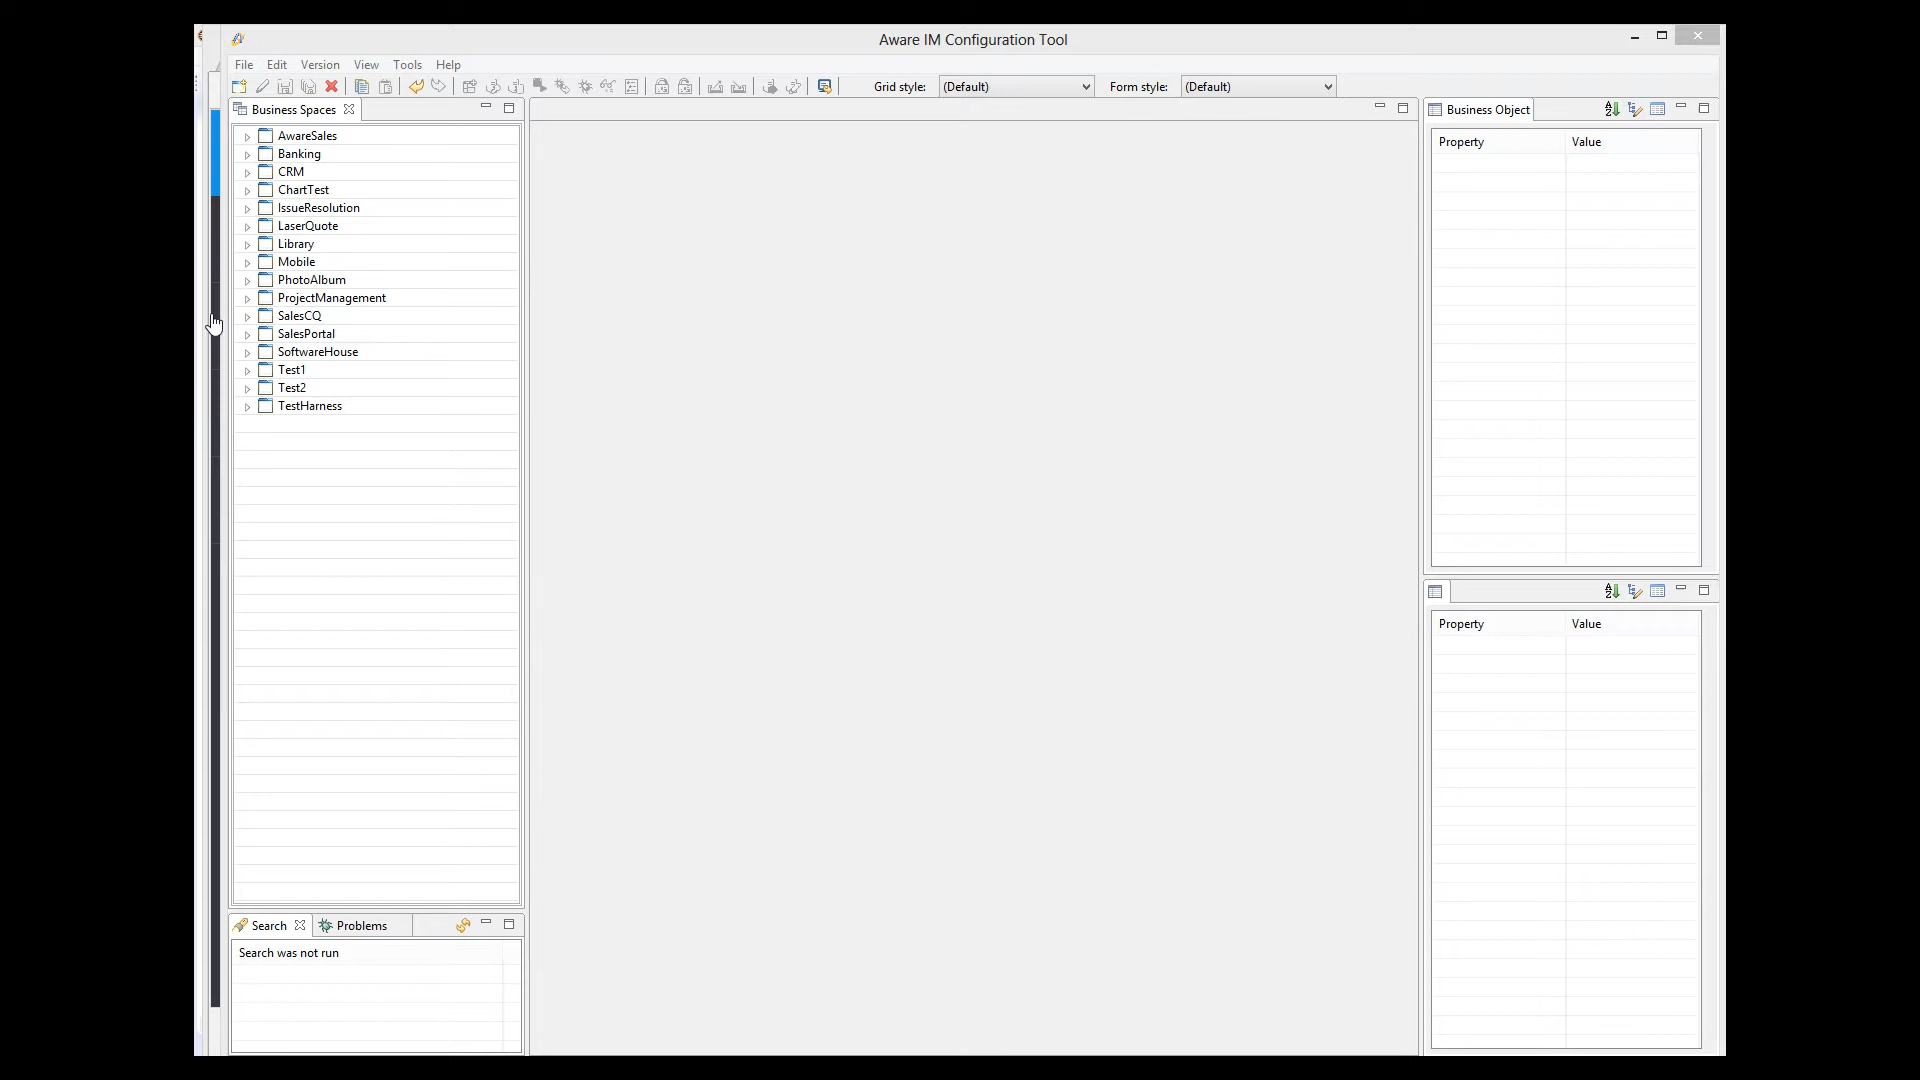 Aware IM Configuration Tool
File Edit Version View Tools Help
Grid style: (Default) Form style: (Default)
Business Spaces
AwareSales
Banking
CRM
ChartTest
IssueResolution
LaserQuote
Library
Mobile
PhotoAlbum
ProjectManagement
SalesCQ
SalesPortal
SoftwareHouse
Test1
Test2
TestHarness
Search Problems
Search was not run
Business Object
Property Value
Property Value